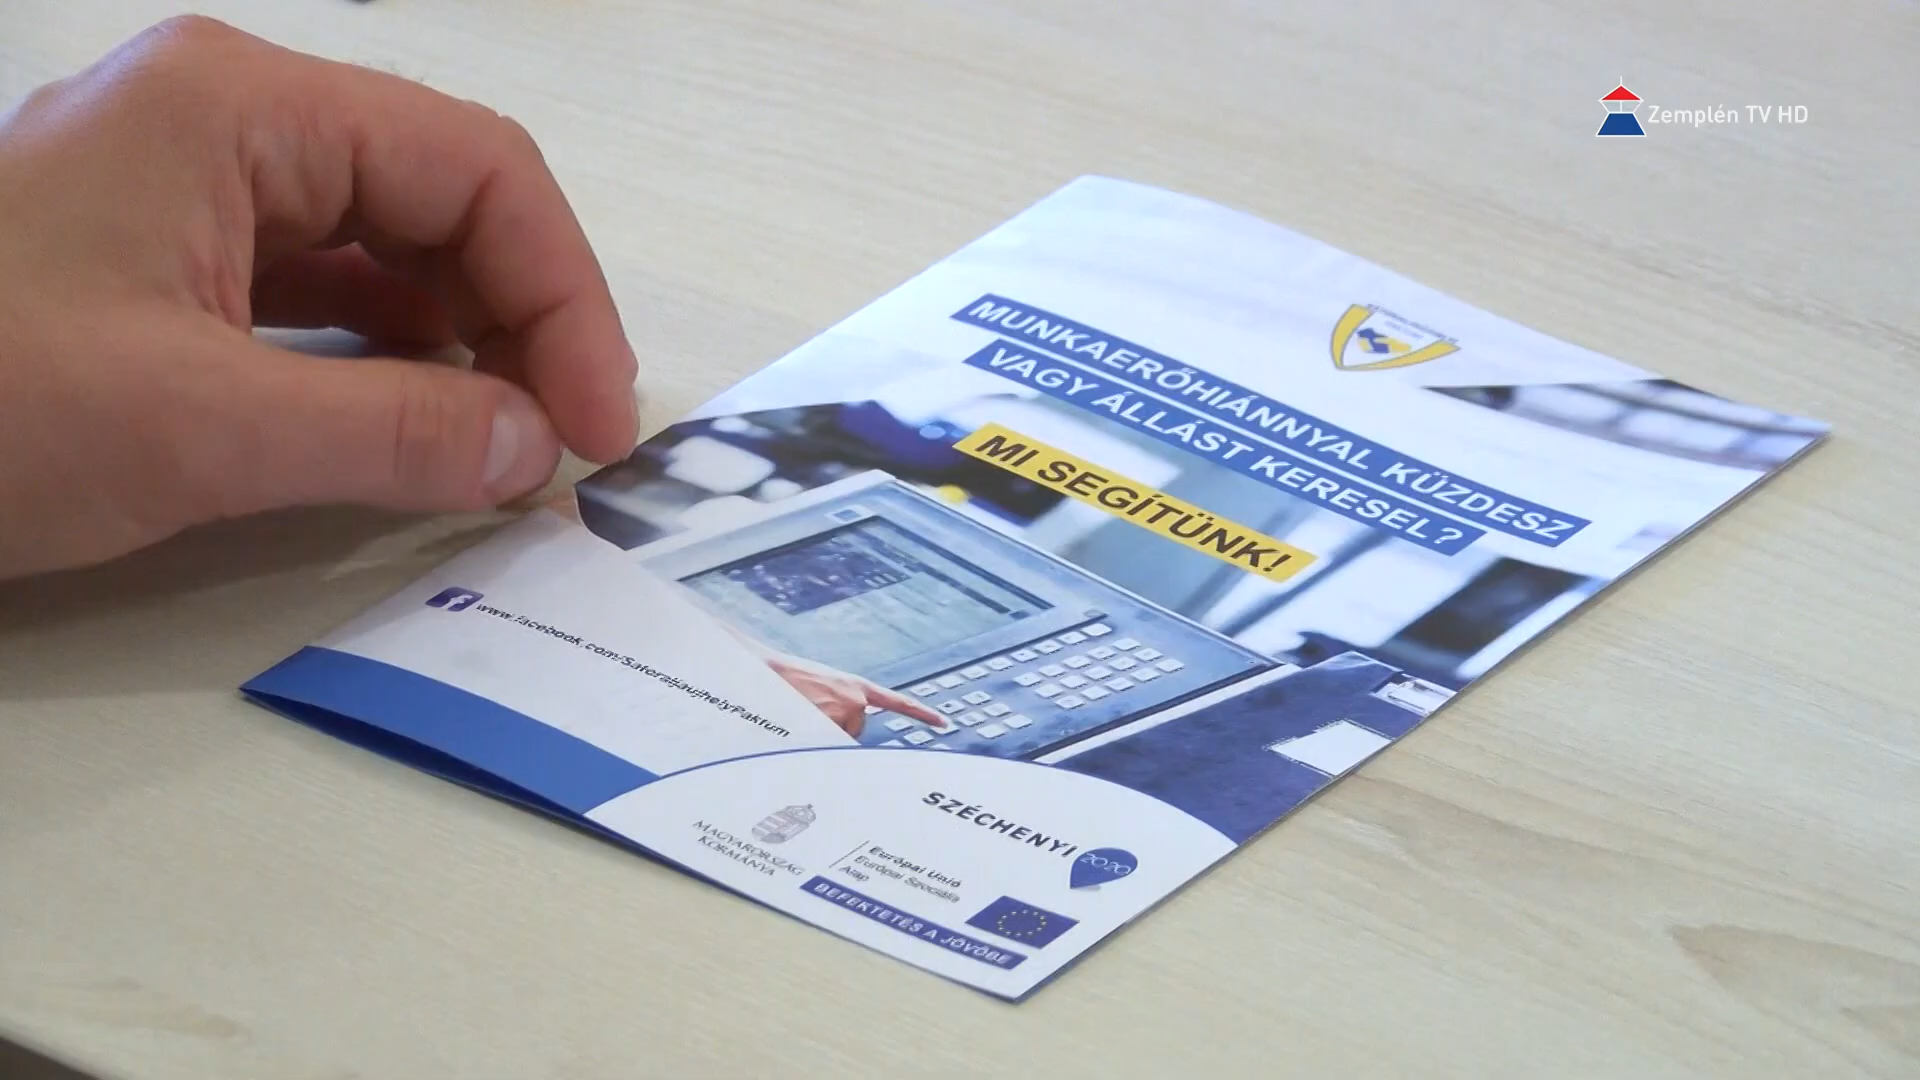 Zemplén TV HD
MUNKAERŐHIÁNNYAL KÜZDESZ
VAGY ÁLLÁST KERESEL?
MI SEGÍTÜNK!
www.facebook.com/SatoraljaujhelyPaktum
SZÉCHENYI 2020
MAGYARORSZÁG
KORMÁNYA
Európai Unió
Európai Szociális
Alap
BEFEKTETÉS A JÖVŐBE